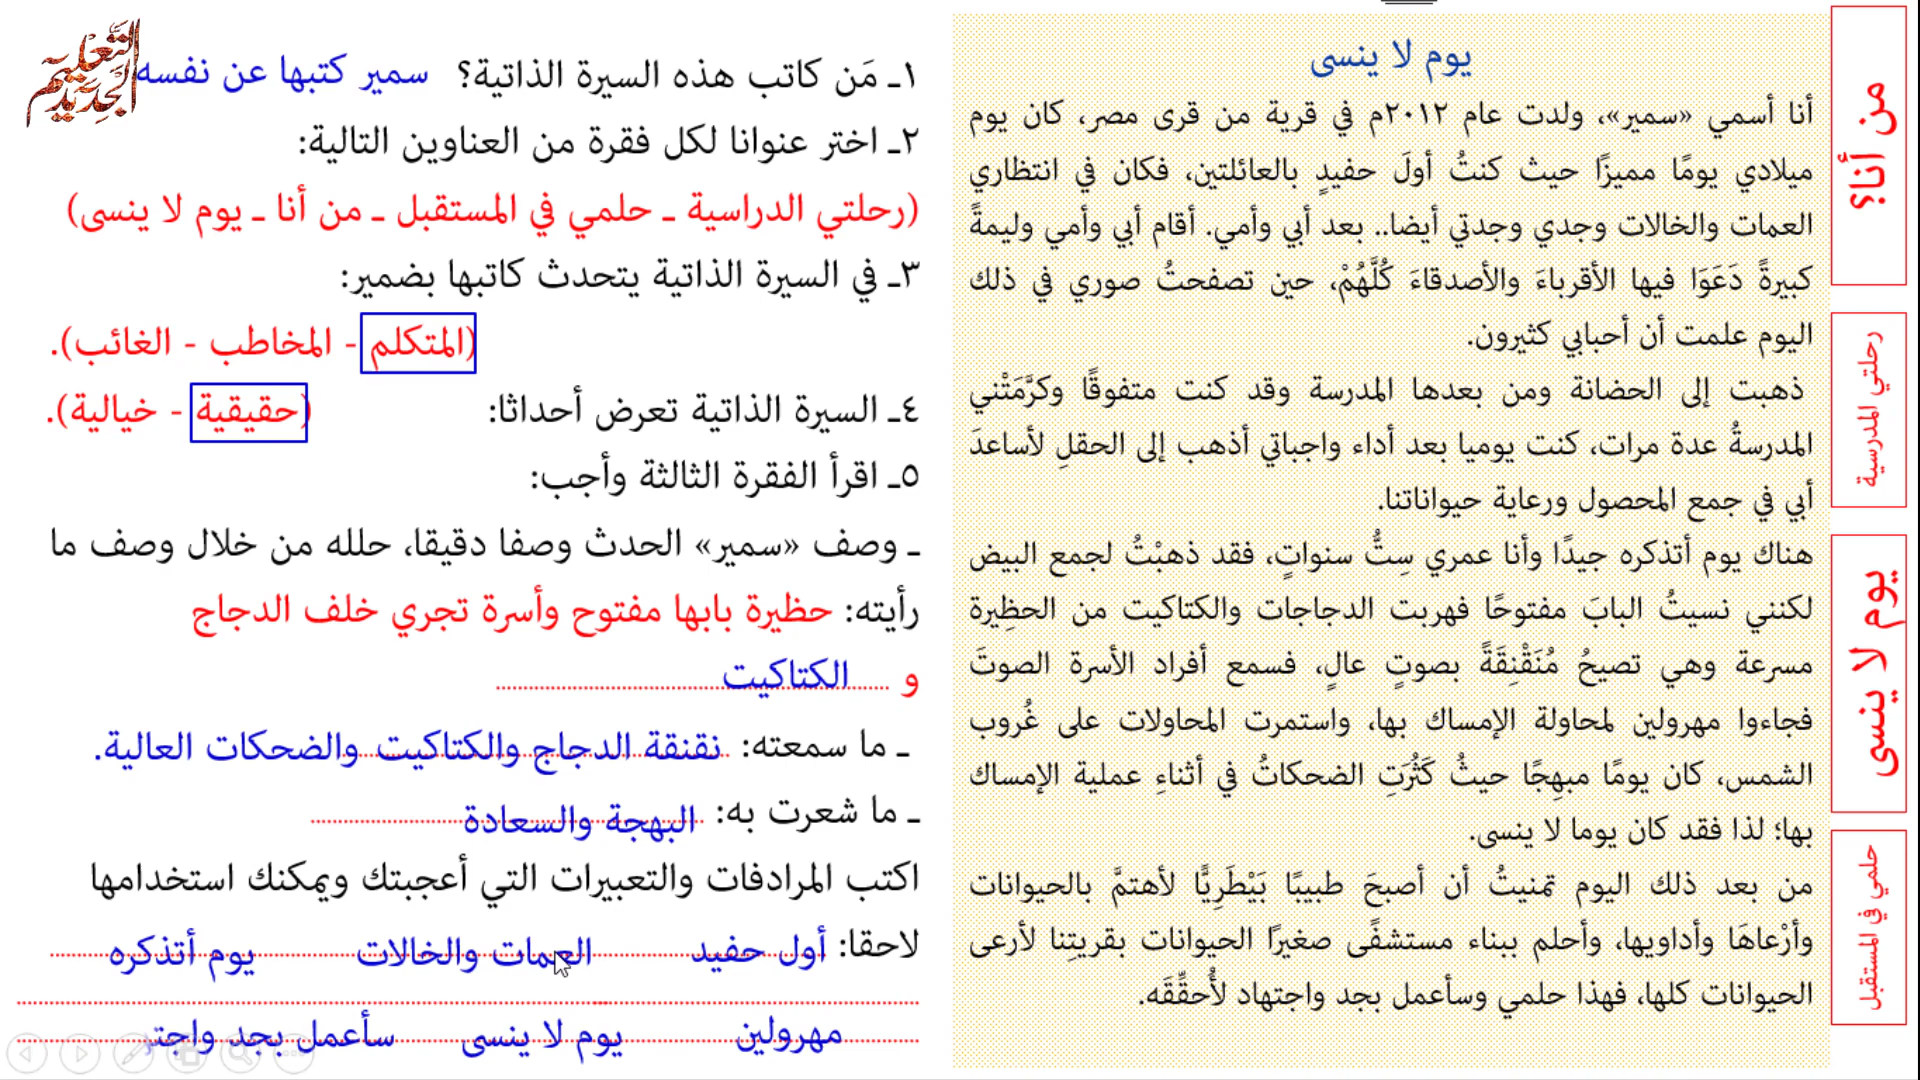 من أنا؟
رحلتي المدرسية
يوم لا ينسى
حلمي في المستقبل
يوم لا ينسى
أنا أسمي «سمير»، ولدت عام ٢٠١٢م في قرية من قرى مصر، كان يوم
ميلادي يومًا مميزًا حيث كنتُ أولَ حفيدٍ بالعائلتين، فكان في انتظاري
العمات والخالات وجدي وجدتي أيضا.. بعد أبي وأمي. أقام أبي وأمي وليمةً
كبيرةً دَعَوَا فيها الأقرباءَ والأصدقاءَ كُلَّهُمْ، حين تصفحتُ صوري في ذلك
اليوم علمت أن أحبابي كثيرون.
ذهبت إلى الحضانة ومن بعدها المدرسة وقد كنت متفوقًا وكرَّمَتْني
المدرسةُ عدة مرات، كنت يوميا بعد أداء واجباتي أذهب إلى الحقلِ لأساعدَ
أبي في جمع المحصول ورعاية حيواناتنا.
هناك يوم أتذكره جيدًا وأنا عمري سِتُّ سنواتٍ، فقد ذهبْتُ لجمع البيض
لكنني نسيتُ البابَ مفتوحًا فهربت الدجاجات والكتاكيت من الحظِيرة
مسرعة وهي تصيحُ مُنَقْنِقَةً بصوتٍ عالٍ، فسمع أفراد الأسرة الصوتَ
فجاءوا مهرولين لمحاولة الإمساك بها، واستمرت المحاولات على غُروب
الشمس، كان يومًا مبهِجًا حيثُ كَثُرَتِ الضحكاتُ في أثناءِ عملية الإمساك
بها؛ لذا فقد كان يوما لا ينسى.
من بعد ذلك اليوم تمنيتُ أن أصبحَ طبيبًا بَيْطَرِيًّا لأهتمَّ بالحيوانات
وأرْعاهَا وأداويها، وأحلم ببناء مستشفًى صغيرًا الحيوانات بقريتِنا لأرعى
الحيوانات كلها، فهذا حلمي وسأعمل بجد واجتهاد لأُحقِّقَه.
التَّعْلِيم
الجَدِيد
١ـ مَن كاتب هذه السيرة الذاتية؟ سمير كتبها عن نفسه
٢ـ اختر عنوانا لكل فقرة من العناوين التالية:
(رحلتي الدراسية ـ حلمي في المستقبل ـ من أنا ـ يوم لا ينسى)
٣ـ في السيرة الذاتية يتحدث كاتبها بضمير:
(المتكلم - المخاطب - الغائب).
٤ـ السيرة الذاتية تعرض أحداثا: (حقيقية - خيالية).
٥ـ اقرأ الفقرة الثالثة وأجب:
ـ وصف «سمير» الحدث وصفا دقيقا، حلله من خلال وصف ما
رأيته: حظيرة بابها مفتوح وأسرة تجري خلف الدجاج
و الكتاكيت
ـ ما سمعته: نقنقة الدجاج والكتاكيت والضحكات العالية.
ـ ما شعرت به: البهجة والسعادة
اكتب المرادفات والتعبيرات التي أعجبتك ويمكنك استخدامها
لاحقا: أول حفيد العمات والخالات يوم أتذكره
مهرولين يوم لا ينسى سأعمل بجد